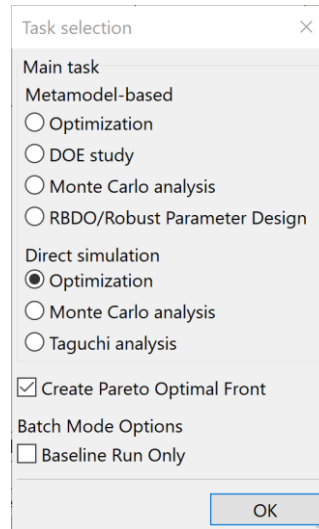 Task selection
Main task
Metamodel-based
Optimization
DOE study
Monte Carlo analysis
RBDO/Robust Parameter Design
Direct simulation
Optimization
Monte Carlo analysis
Taguchi analysis
Create Pareto Optimal Front
Batch Mode Options
Baseline Run Only
OK